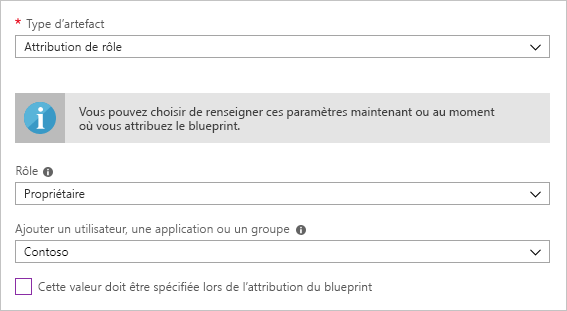 * Type d’artefact
Attribution de rôle
Vous pouvez choisir de renseigner ces paramètres maintenant ou au moment
où vous attribuez le blueprint.
Rôle
Propriétaire
Ajouter un utilisateur, une application ou un groupe
Contoso
Cette valeur doit être spécifiée lors de l’attribution du blueprint